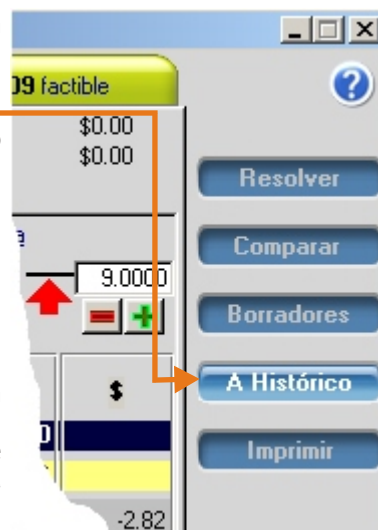 09 factible
$0.00
$0.00
Resolver
Comparar
9.0000
Borradores
$
A Histórico
Imprimir
-2.82